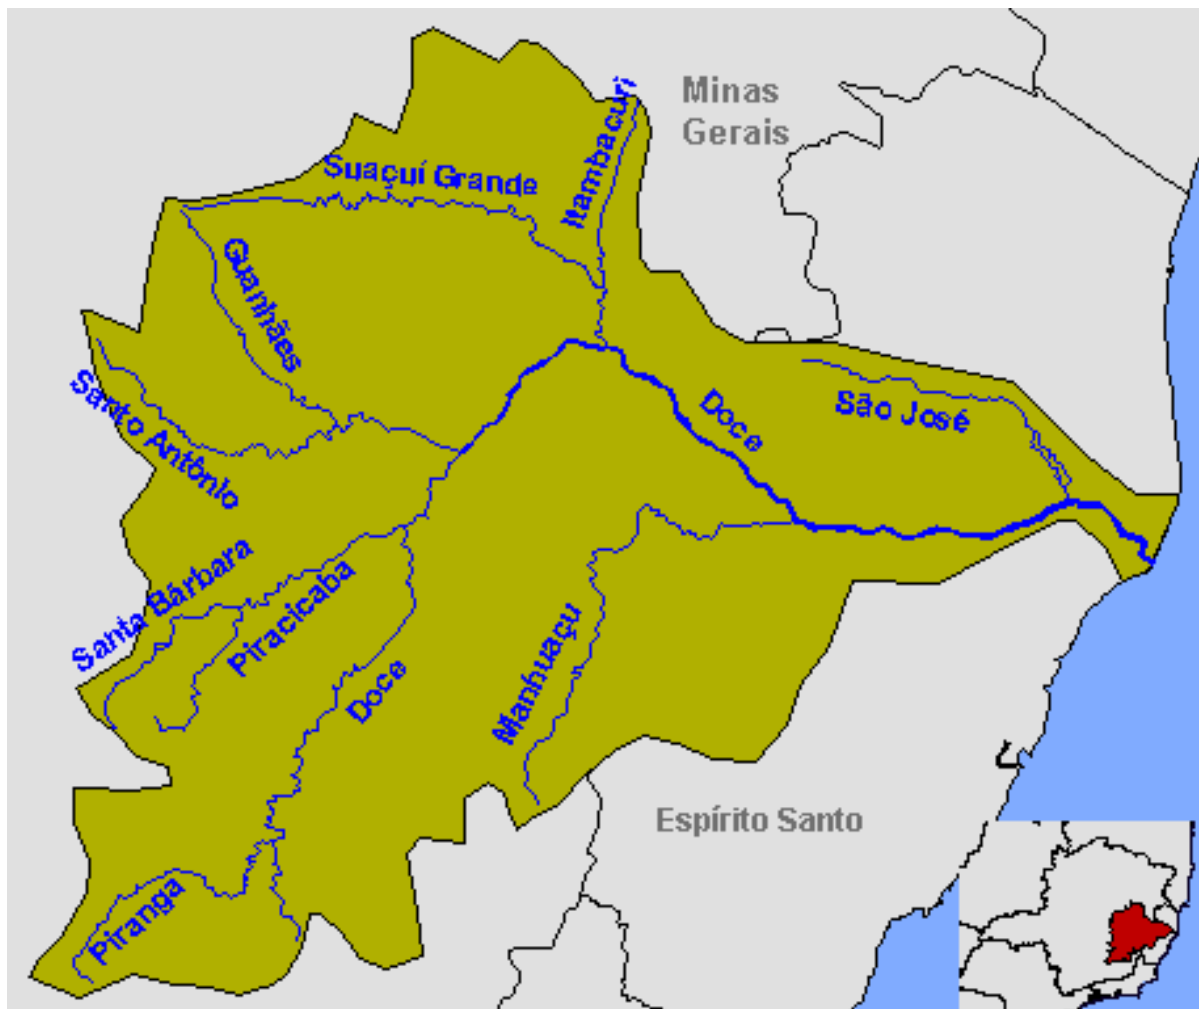 Minas
Gerais
Itambacuri
Suaçuí Grande
Guanhães
Santo Antônio
Doce
São José
Santa Bárbara
Piracicaba
Manhuaçu
Doce
Espírito Santo
Piranga